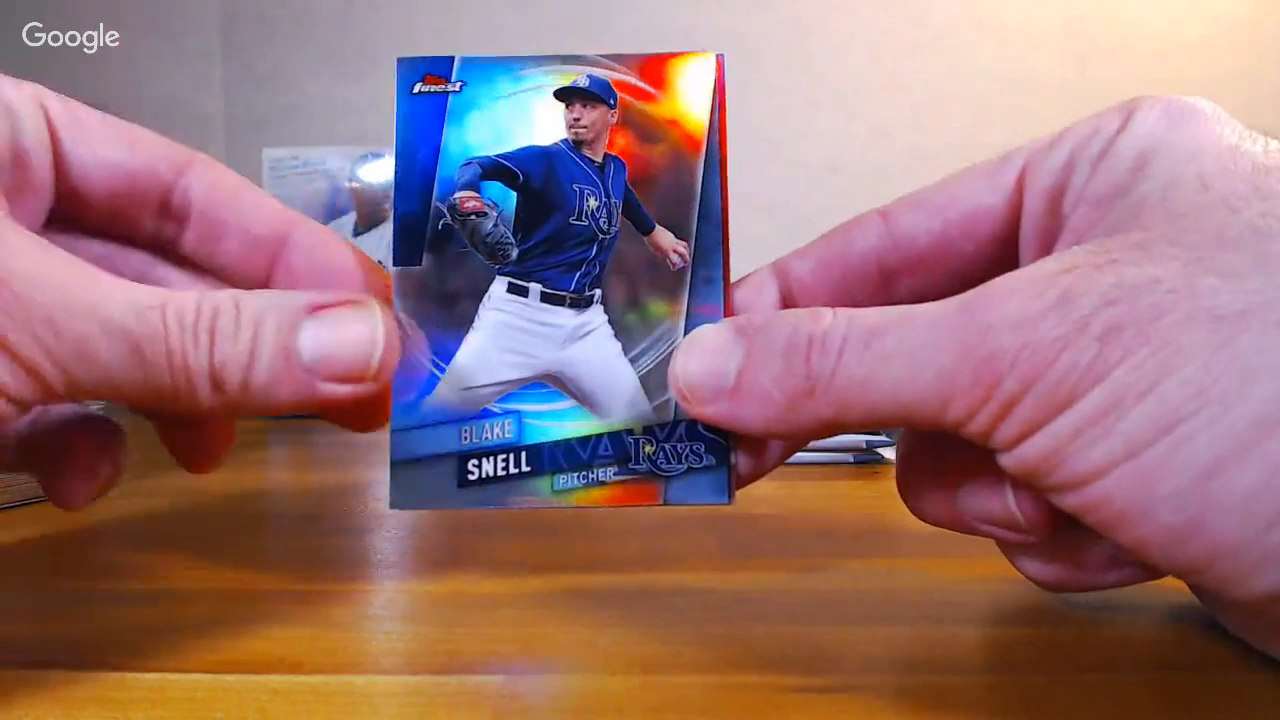 Google
Topps
finest
RAYS
BLAKE
SNELL
PITCHER
RAYS